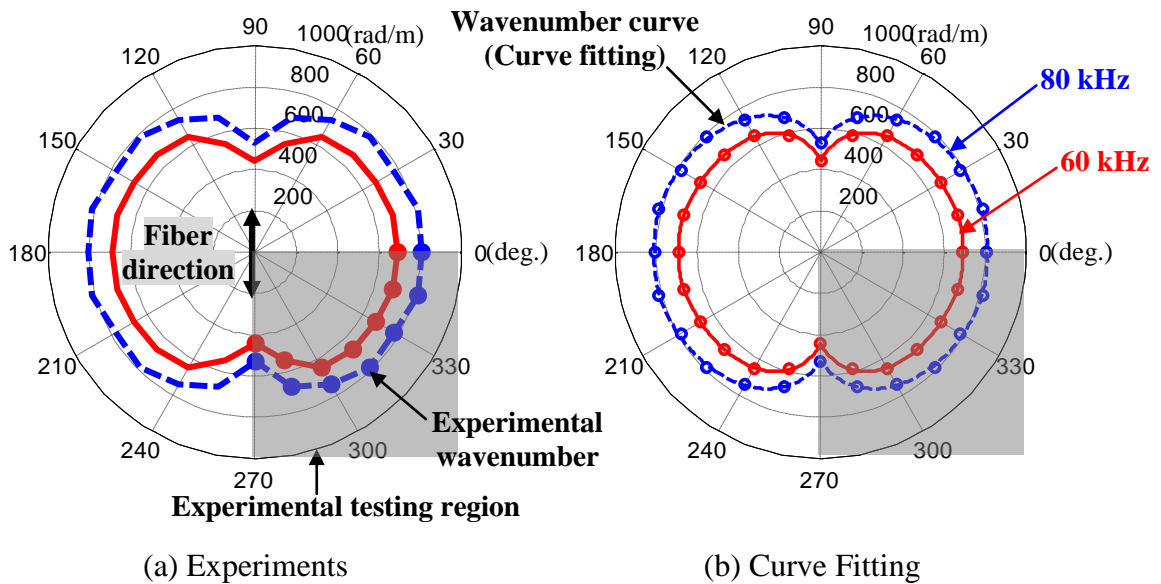 90
1000(rad/m)
120
60
800
600
150
30
400
200
180
Fiber
direction
0(deg.)
210
330
240
300
270
Experimental
wavenumber
Experimental testing region
(a) Experiments
Wavenumber curve
(Curve fitting)
90
1000(rad/m)
120
60
800
80 kHz
600
150
30
400
60 kHz
200
180
0(deg.)
210
330
240
300
270
(b) Curve Fitting